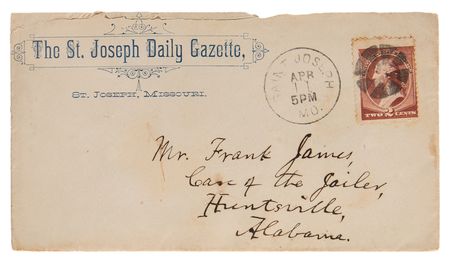 The St. Joseph Daily Gazette,
St. Joseph, Missouri.
SAINT JOSEPH
APR
11
5PM
MO.
TWO 2 CENTS
Mr. Frank James,
Care of the Jailer,
Huntsville,
Alabama.